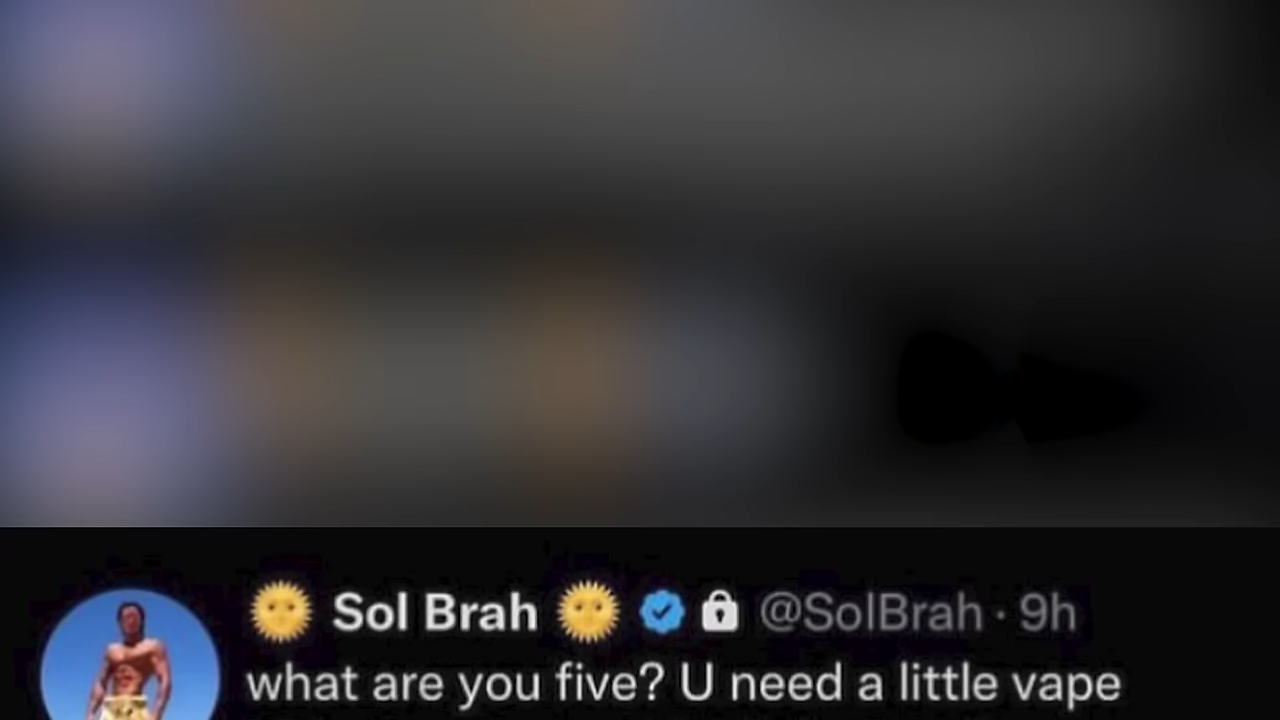 🌞 Sol Brah 🌞 @SolBrah · 9h
what are you five? U need a little vape